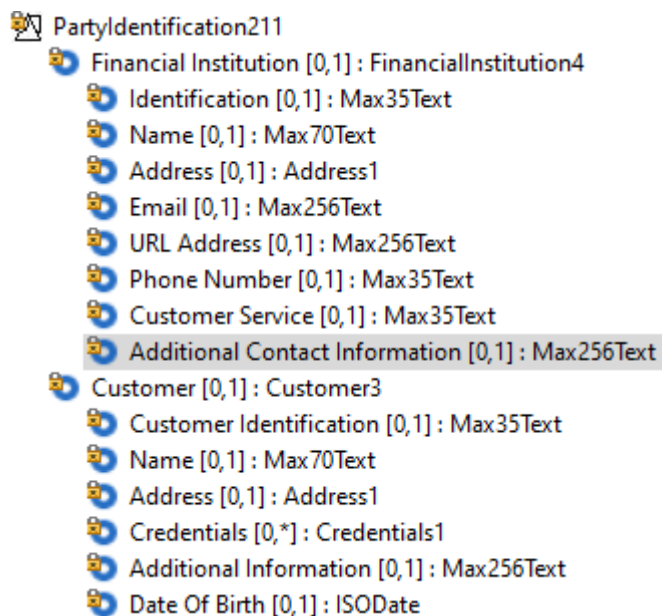 PartyIdentification211
Financial Institution [0,1] : FinancialInstitution4
Identification [0,1] : Max35Text
Name [0,1] : Max70Text
Address [0,1] : Address1
Email [0,1] : Max256Text
URL Address [0,1] : Max256Text
Phone Number [0,1] : Max35Text
Customer Service [0,1] : Max35Text
Additional Contact Information [0,1] : Max256Text
Customer [0,1] : Customer3
Customer Identification [0,1] : Max35Text
Name [0,1] : Max70Text
Address [0,1] : Address1
Credentials [0,*] : Credentials1
Additional Information [0,1] : Max256Text
Date Of Birth [0,1] : ISODate